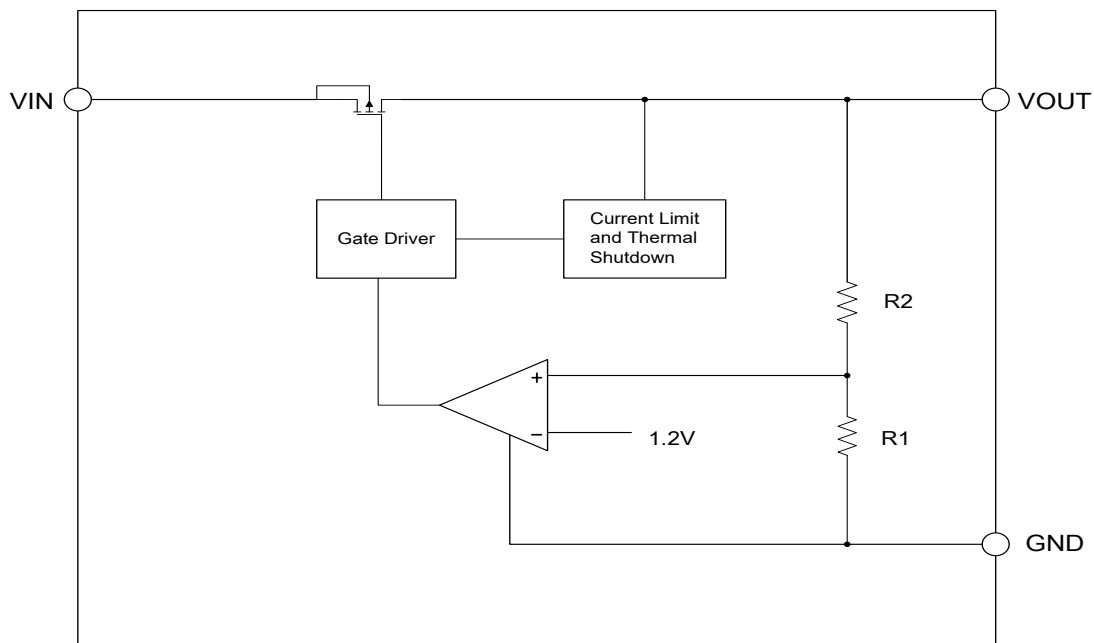 VIN
VOUT
Gate Driver
Current Limit
and Thermal
Shutdown
R2
+
−
1.2V
R1
GND